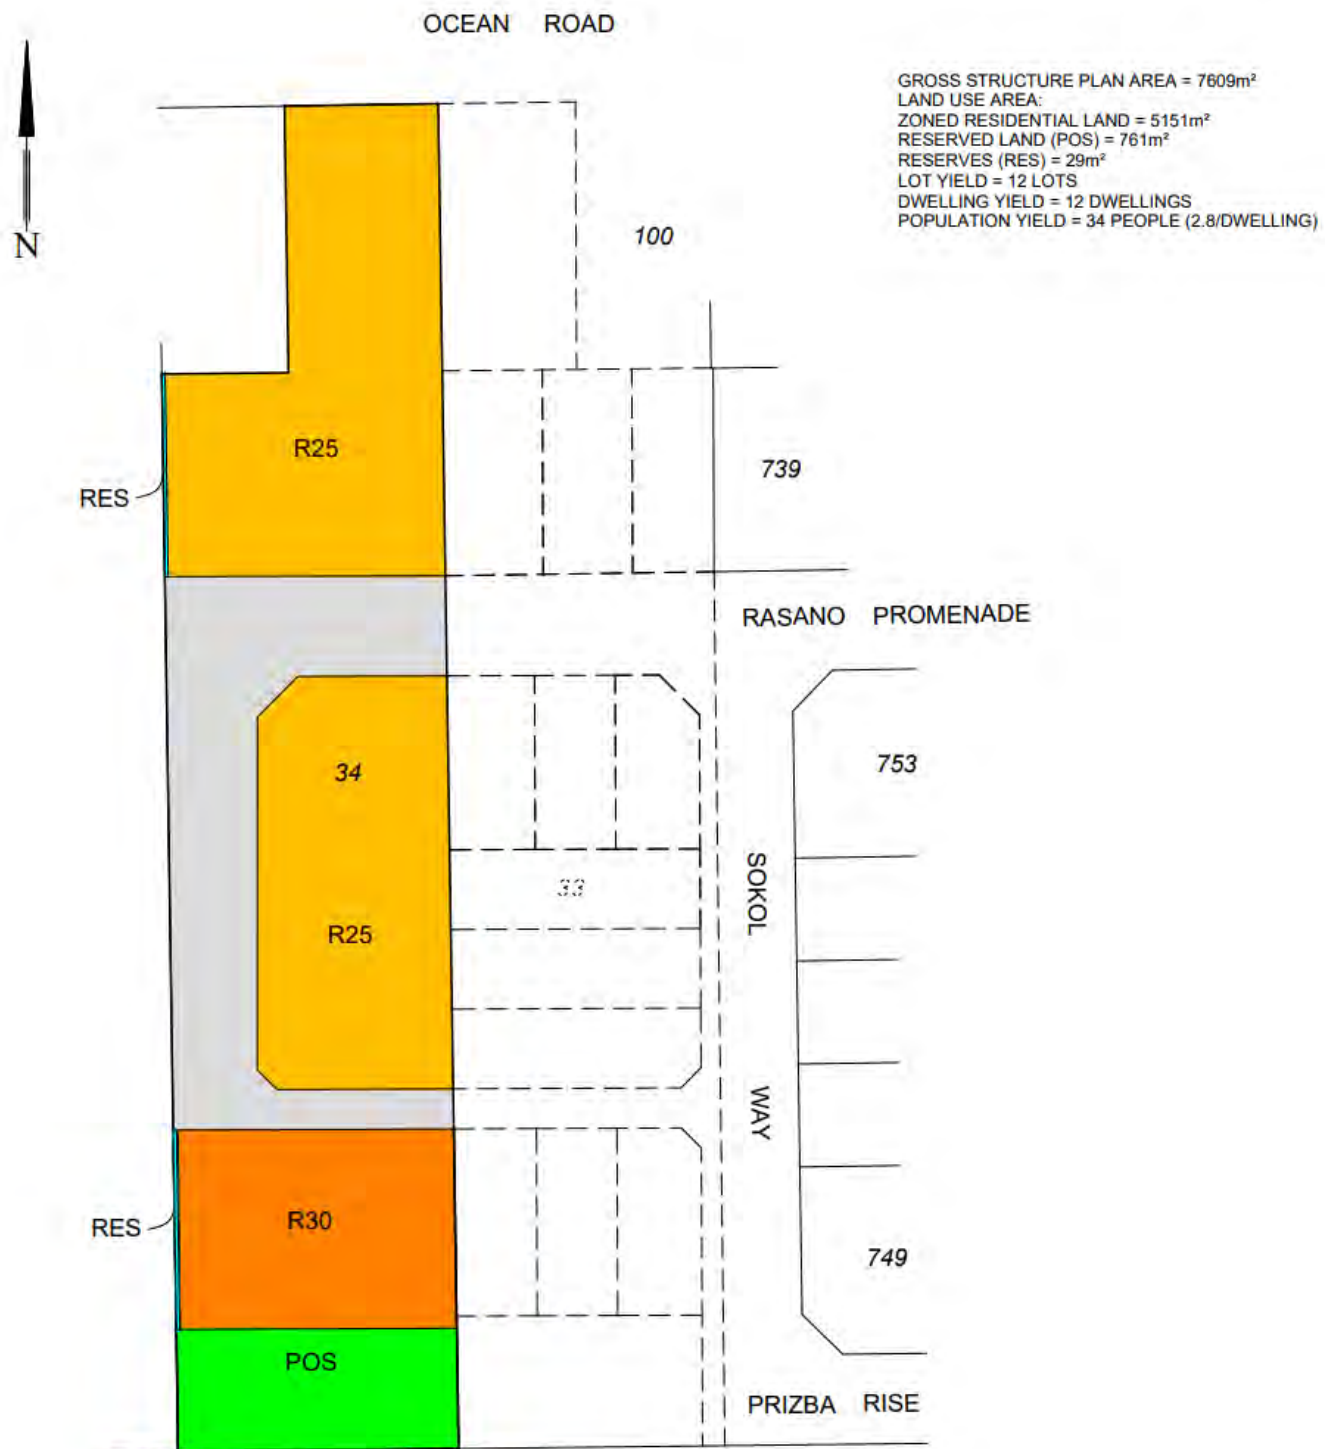 OCEAN ROAD
GROSS STRUCTURE PLAN AREA = 7609m²
LAND USE AREA:
ZONED RESIDENTIAL LAND = 5151m²
RESERVED LAND (POS) = 761m²
RESERVES (RES) = 29m²
LOT YIELD = 12 LOTS
DWELLING YIELD = 12 DWELLINGS
POPULATION YIELD = 34 PEOPLE (2.8/DWELLING)
N
100
R25
739
RES
RASANO PROMENADE
34
753
33
SOKOL WAY
R25
R30
RES
749
POS
PRIZBA RISE